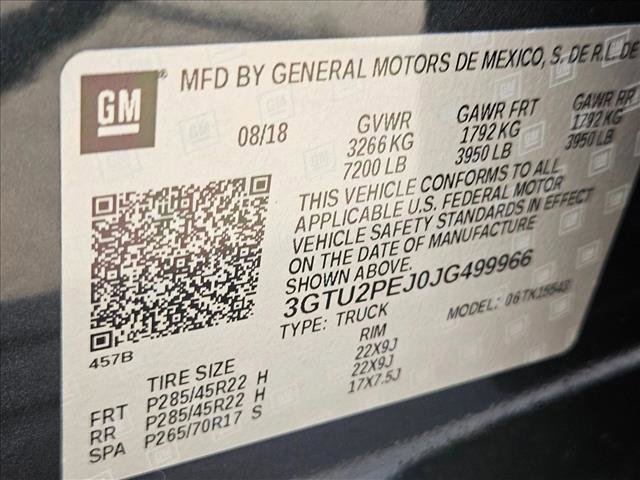 GM ® MFD BY GENERAL MOTORS DE MEXICO, S. DE R.L. DE
08/18 GVWR GAWR FRT GAWR RR
3266 KG 1792 KG 1792 KG
7200 LB 3950 LB 3950 LB
THIS VEHICLE CONFORMS TO ALL
APPLICABLE U.S. FEDERAL MOTOR
VEHICLE SAFETY STANDARDS IN EFFECT
ON THE DATE OF MANUFACTURE
SHOWN ABOVE.
3GTU2PEJ0JG499966
TYPE: TRUCK MODEL: 06TK15543
457B
TIRE SIZE RIM
FRT P285/45R22 H 22X9J
RR P285/45R22 H 22X9J
SPA P265/70R17 S 17X7.5J